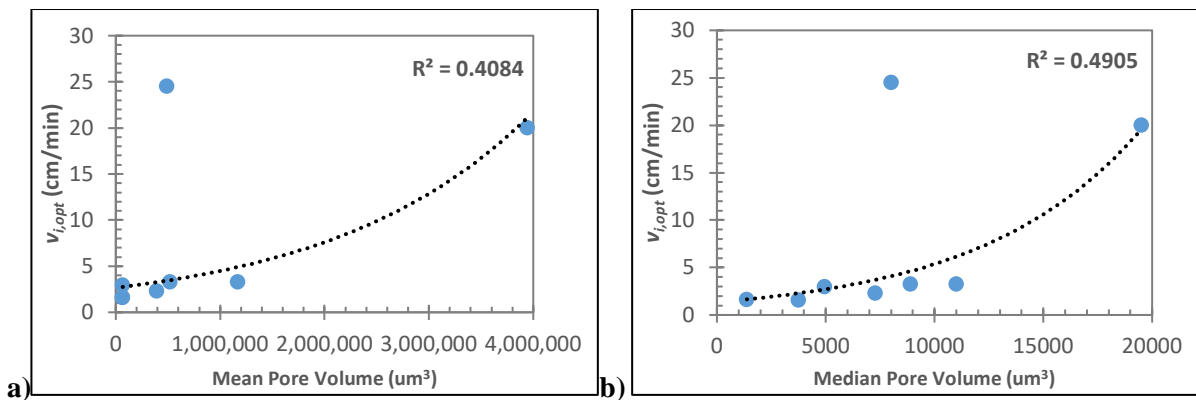 30
25
20
15
10
5
0
v i,opt (cm/min)
R² = 0.4084
0 1,000,000 2,000,000 3,000,000 4,000,000
Mean Pore Volume (um³)
a)
30
25
20
15
10
5
0
v i,opt (cm/min)
R² = 0.4905
0 5000 10000 15000 20000
Median Pore Volume (um³)
b)